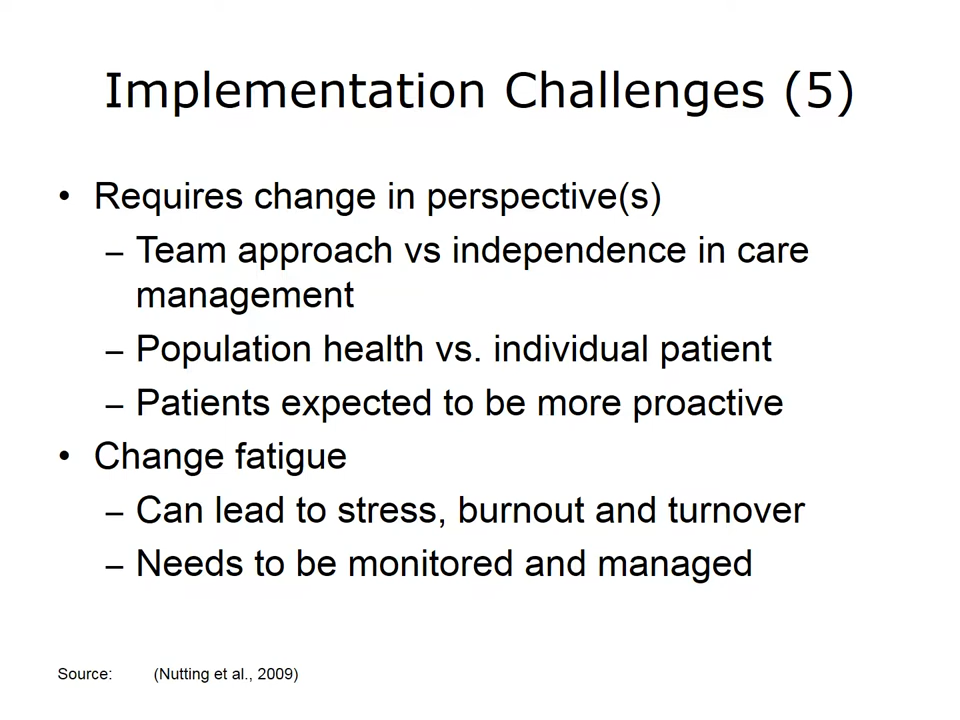 Implementation Challenges (5)
• Requires change in perspective(s)
– Team approach vs independence in care
management
– Population health vs. individual patient
– Patients expected to be more proactive
• Change fatigue
– Can lead to stress, burnout and turnover
– Needs to be monitored and managed
Source: (Nutting et al., 2009)